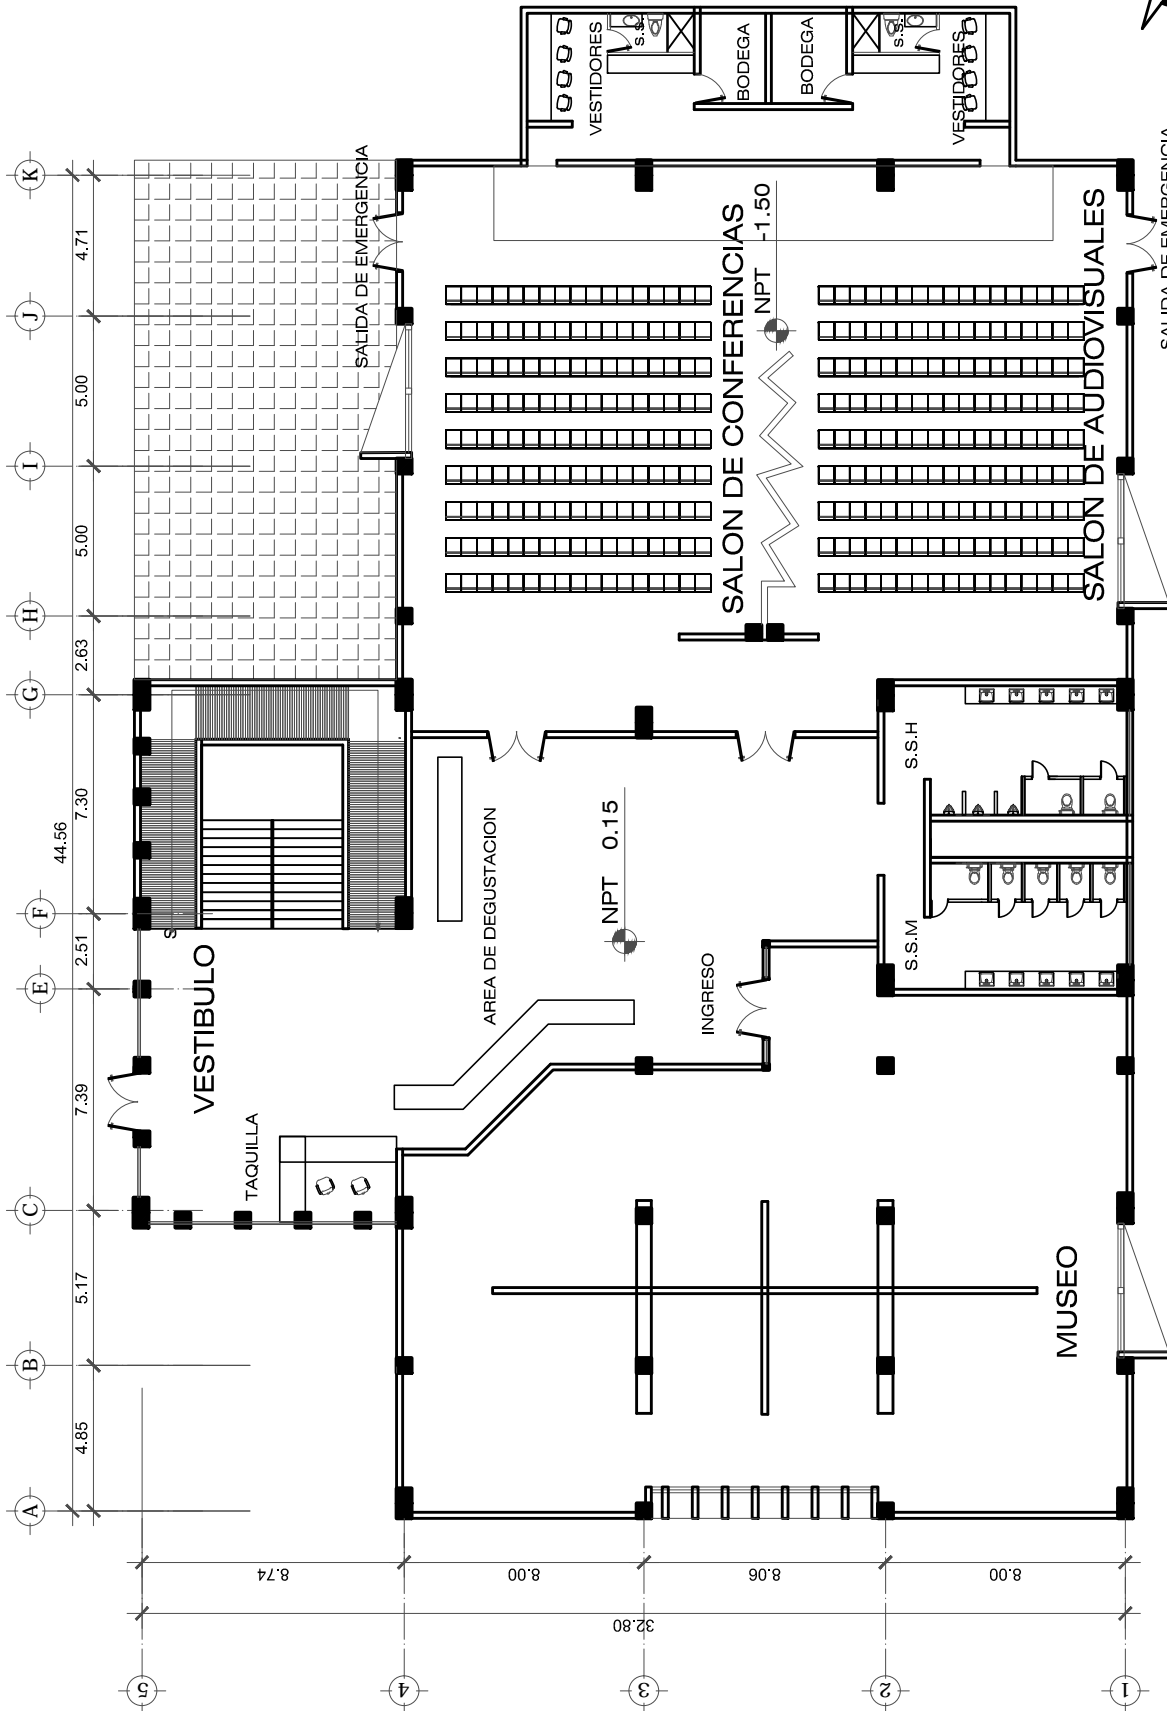 K
J
I
H
G
F
E
C
B
A
4.71
5.00
5.00
2.63
7.30
2.51
7.39
5.17
4.85
44.56
VESTIDORES
S.S.
BODEGA
BODEGA
S.S.
VESTIDORES
SALIDA DE EMERGENCIA
SALON DE CONFERENCIAS
NPT -1.50
SALON DE AUDIOVISUALES
SALIDA DE EMERGENCIA
S.S.H
S.S.M
AREA DE DEGUSTACION
NPT 0.15
INGRESO
S
VESTIBULO
TAQUILLA
MUSEO
8.74
8.00
8.06
8.00
32.80
5
4
3
2
1